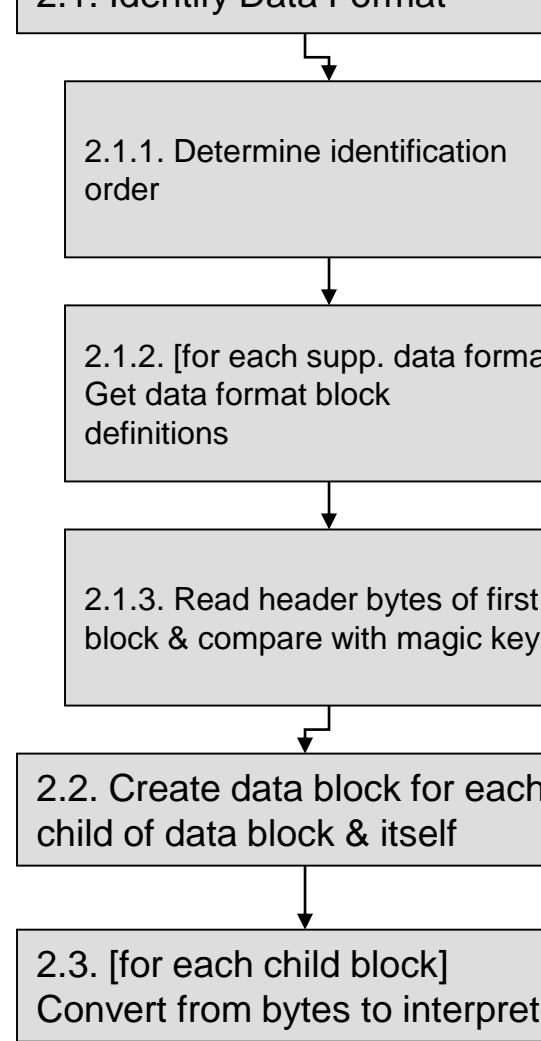 2.1. Identify Data Format
2.1.1. Determine identification
order
2.1.2. [for each supp. data forma
Get data format block
definitions
2.1.3. Read header bytes of first
block & compare with magic key
2.2. Create data block for each
child of data block & itself
2.3. [for each child block]
Convert from bytes to interpret